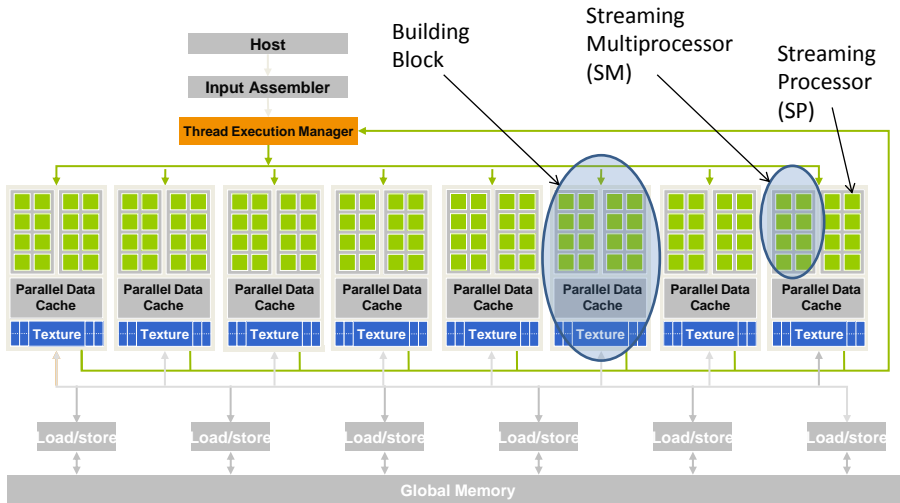 Building
Block
Streaming
Multiprocessor
(SM)
Streaming
Processor
(SP)
Host
Input Assembler
Thread Execution Manager
Parallel Data
Cache
Texture
Parallel Data
Cache
Texture
Parallel Data
Cache
Texture
Parallel Data
Cache
Texture
Parallel Data
Cache
Texture
Parallel Data
Cache
Texture
Parallel Data
Cache
Texture
Parallel Data
Cache
Texture
Load/store
Load/store
Load/store
Load/store
Load/store
Load/store
Global Memory